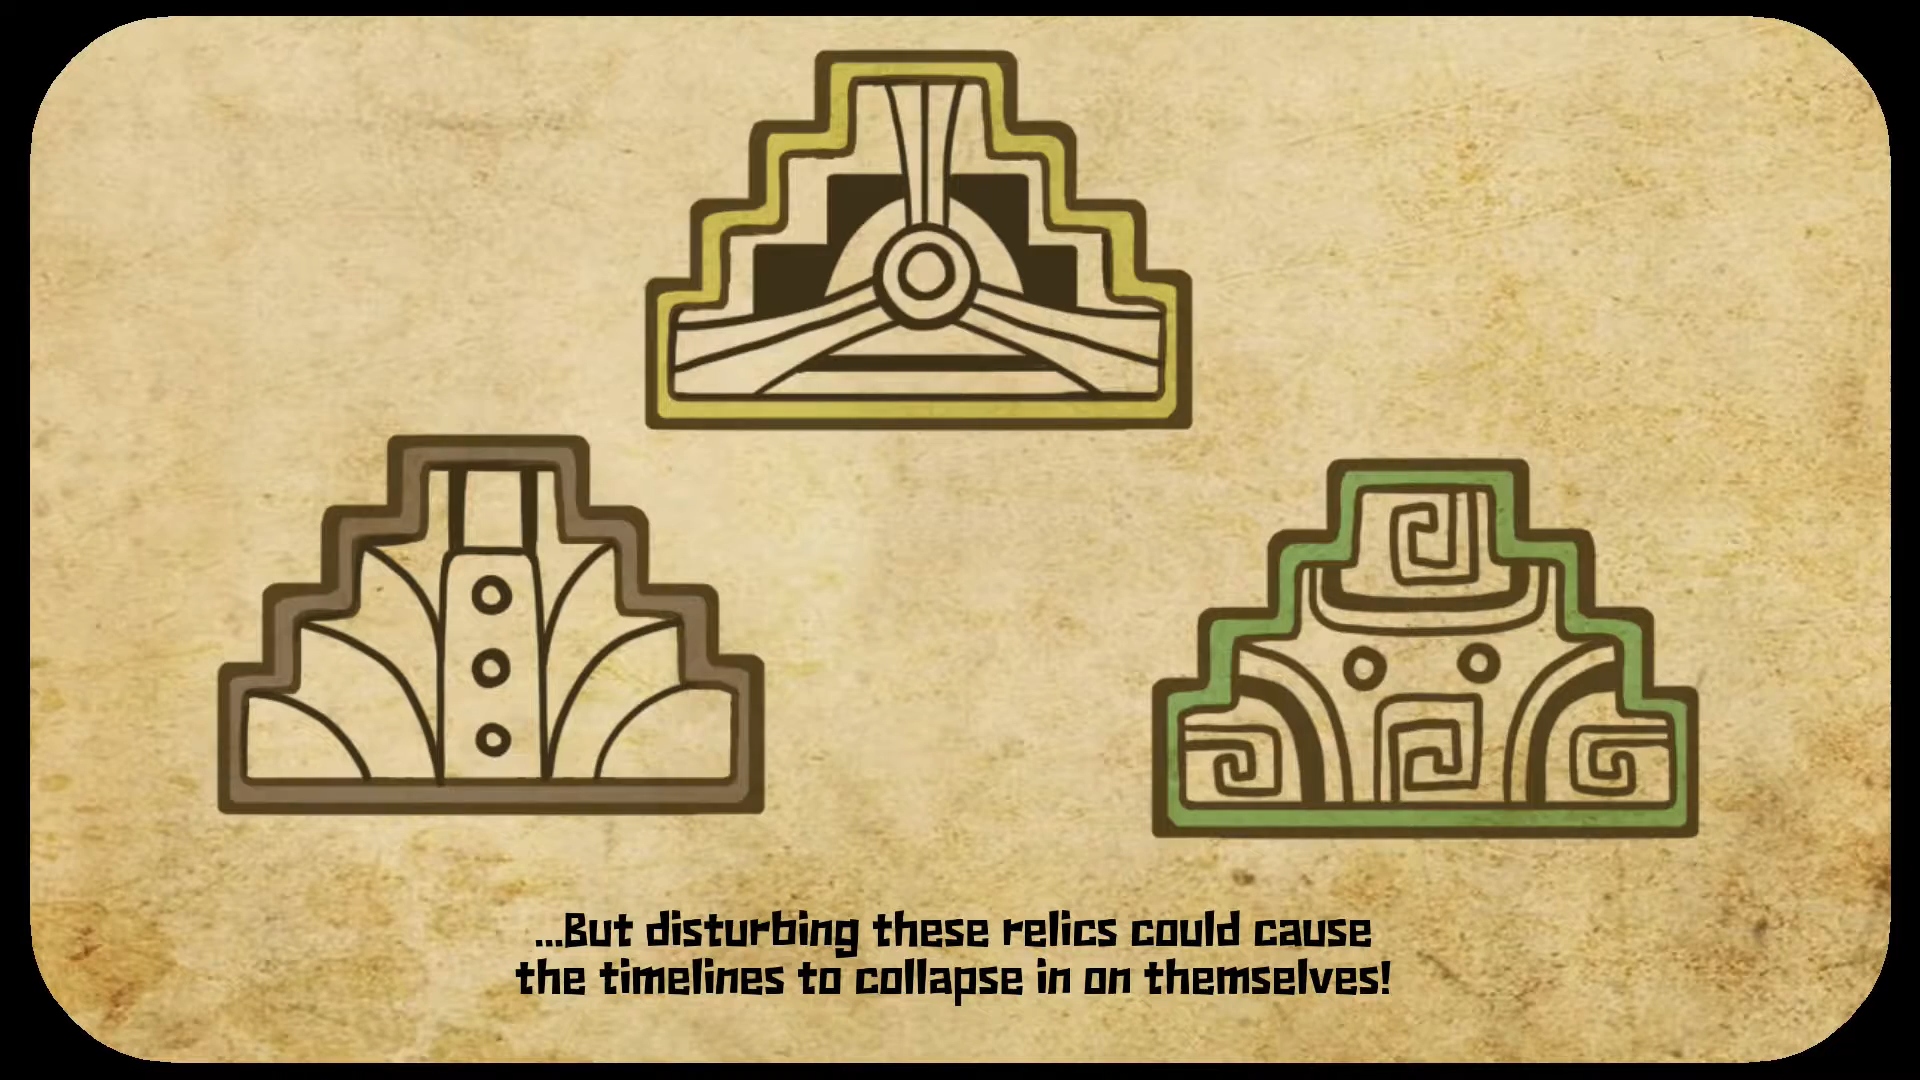 ...But disturbing these relics could cause
the timelines to collapse in on themselves!